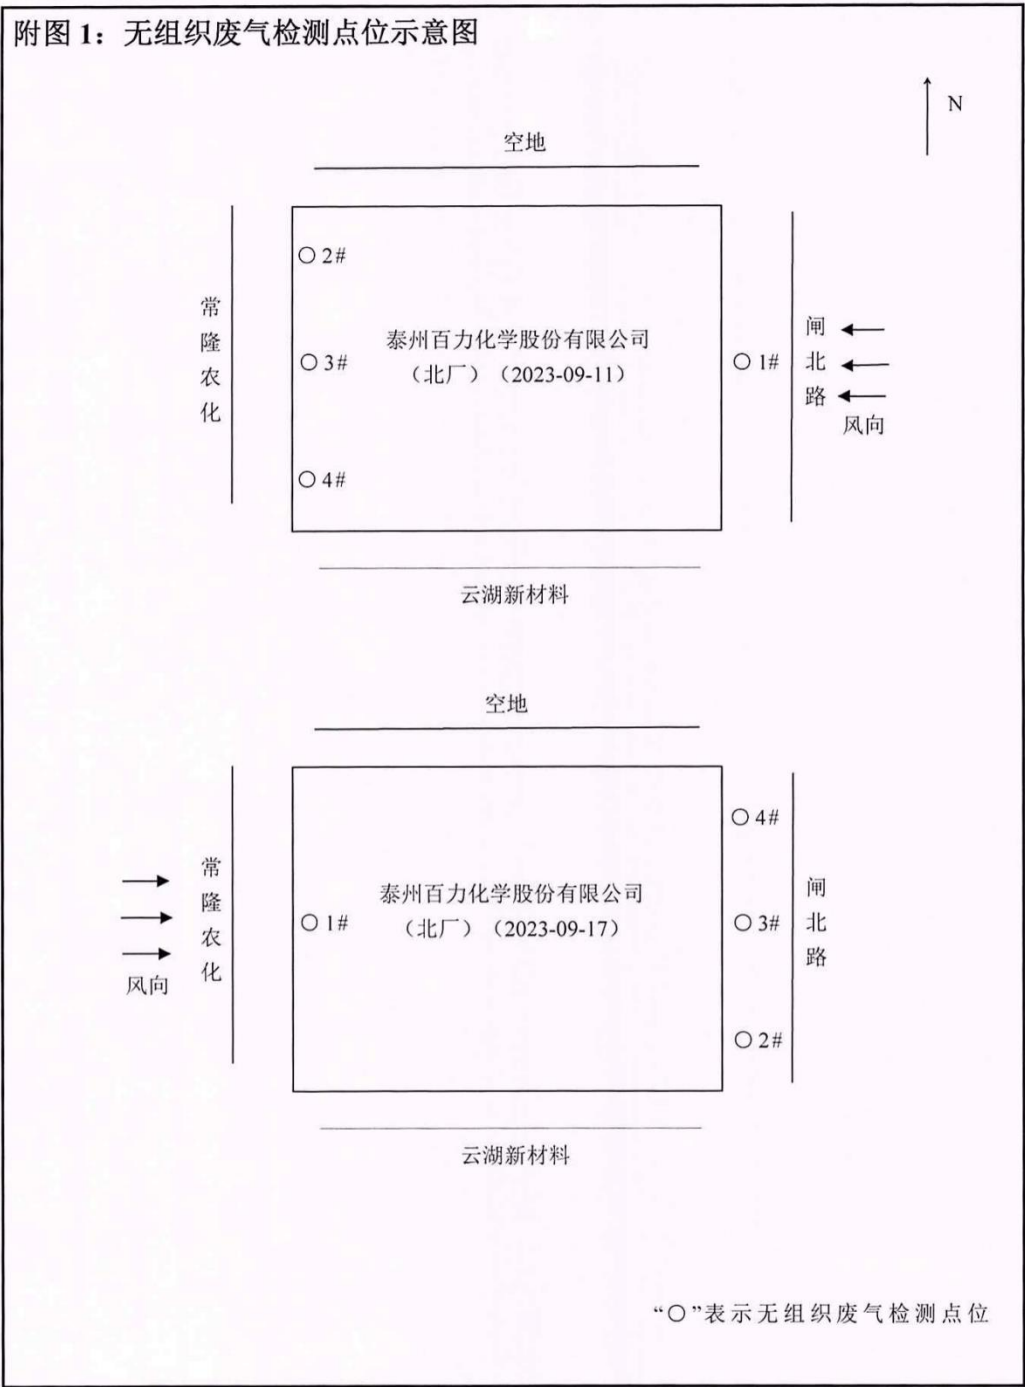 附图 1：无组织废气检测点位示意图
N
空地
○ 2#
○ 3#
○ 4#
常隆农化
泰州百力化学股份有限公司
（北厂）（2023-09-11）
○ 1#
闸北路
风向
云湖新材料
空地
常隆农化
风向
○ 1#
泰州百力化学股份有限公司
（北厂）（2023-09-17）
○ 4#
○ 3#
○ 2#
闸北路
云湖新材料
“○”表示无组织废气检测点位